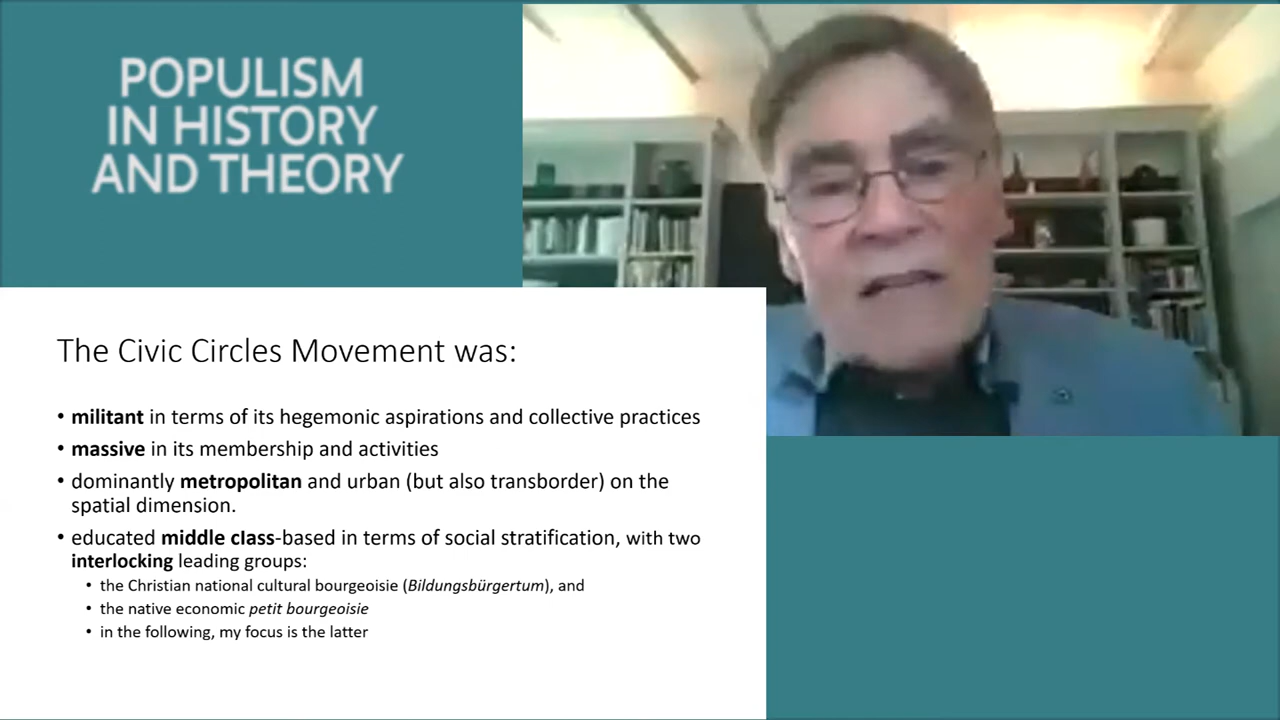 POPULISM
IN HISTORY
AND THEORY
The Civic Circles Movement was:
• militant in terms of its hegemonic aspirations and collective practices
• massive in its membership and activities
• dominantly metropolitan and urban (but also transborder) on the
spatial dimension.
• educated middle class-based in terms of social stratification, with two
interlocking leading groups:
• the Christian national cultural bourgeoisie (Bildungsbürgertum), and
• the native economic petit bourgeoisie
• in the following, my focus is the latter